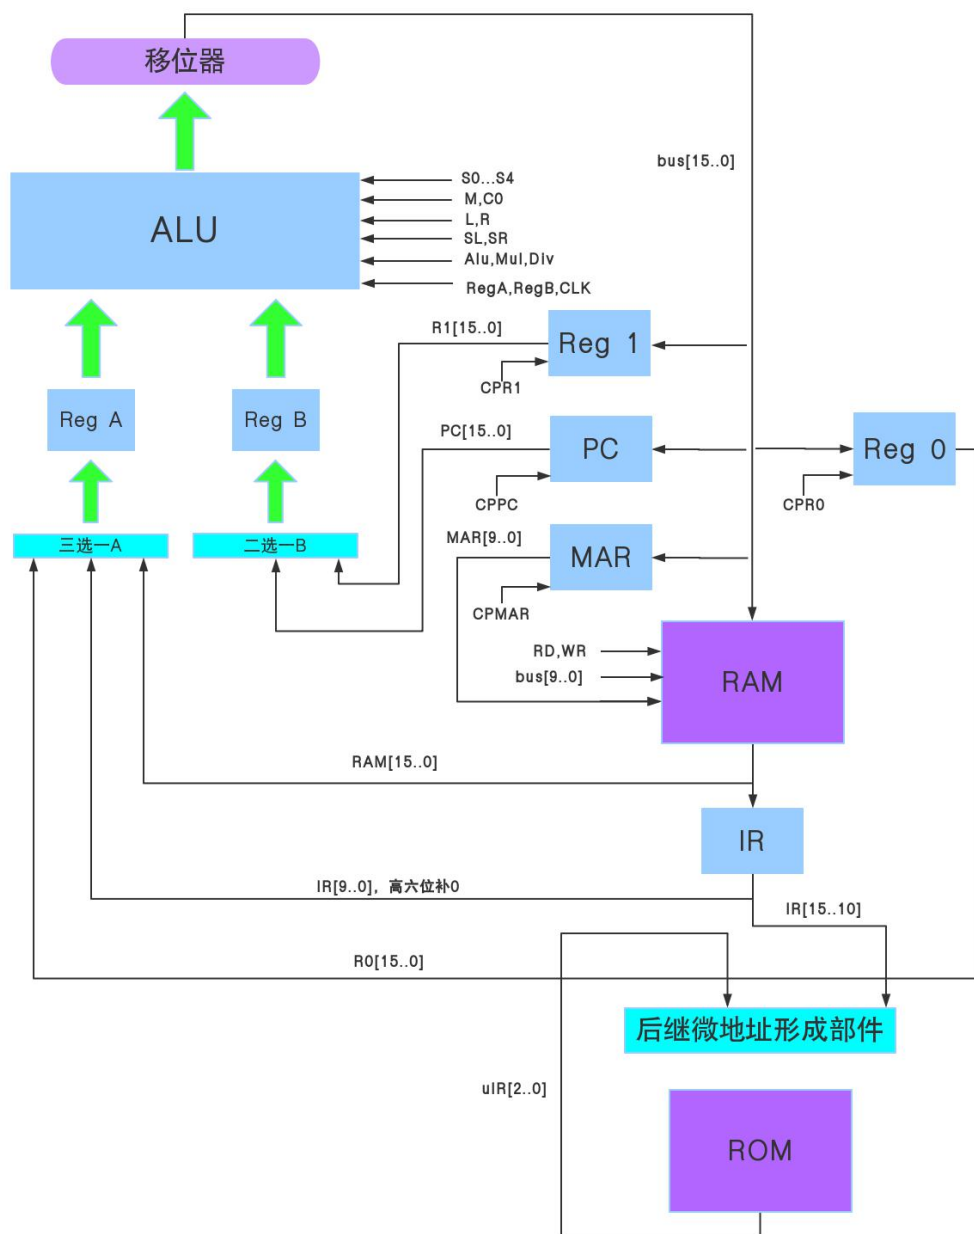 移位器
bus[15..0]
S0...S4
M,C0
L,R
SL,SR
Alu,Mul,Div
RegA,RegB,CLK
ALU
R1[15..0]
Reg 1
CPR1
Reg A
Reg B
PC[15..0]
PC
CPPC
Reg 0
CPR0
三选一A
二选一B
MAR[9..0]
MAR
CPMAR
RD,WR
bus[9..0]
RAM
RAM[15..0]
IR
IR[9..0]，高六位补0
IR[15..10]
R0[15..0]
后继微地址形成部件
uIR[2..0]
ROM